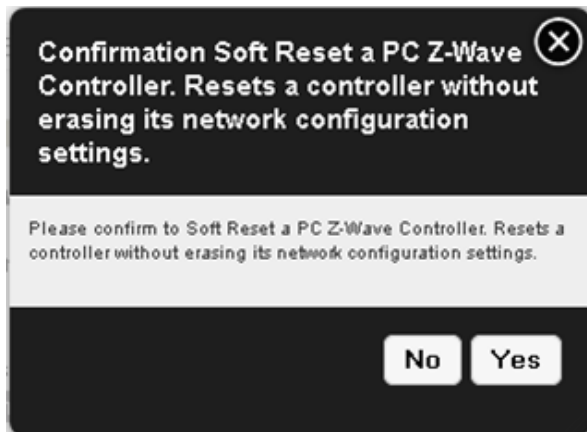 Confirmation Soft Reset a PC Z-Wave
Controller. Resets a controller without
erasing its network configuration
settings.
Please confirm to Soft Reset a PC Z-Wave Controller. Resets a
controller without erasing its network configuration settings.
No Yes